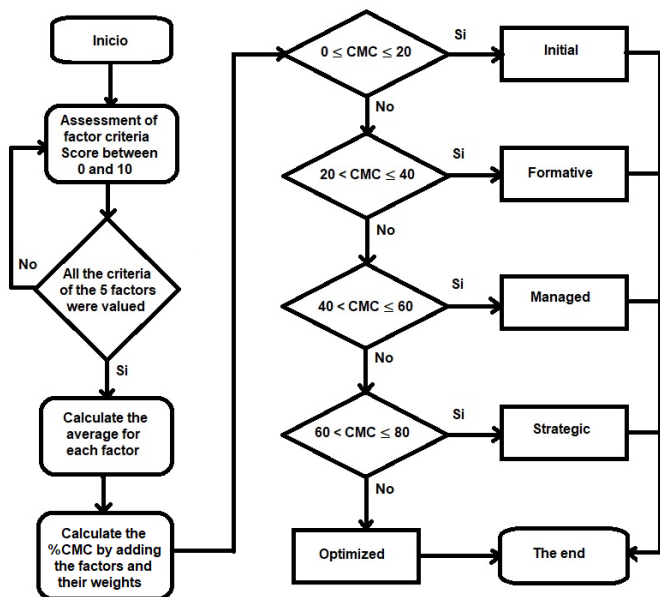 Inicio
Assessment of
factor criteria
Score between
0 and 10
No
All the criteria
of the 5 factors
were valued
Si
Calculate the
average for
each factor
Calculate the
%CMC by adding
the factors and
their weights
0 ≤ CMC ≤ 20
Si
Initial
No
20 < CMC ≤ 40
Si
Formative
No
40 < CMC ≤ 60
Si
Managed
No
60 < CMC ≤ 80
Si
Strategic
No
Optimized
The end